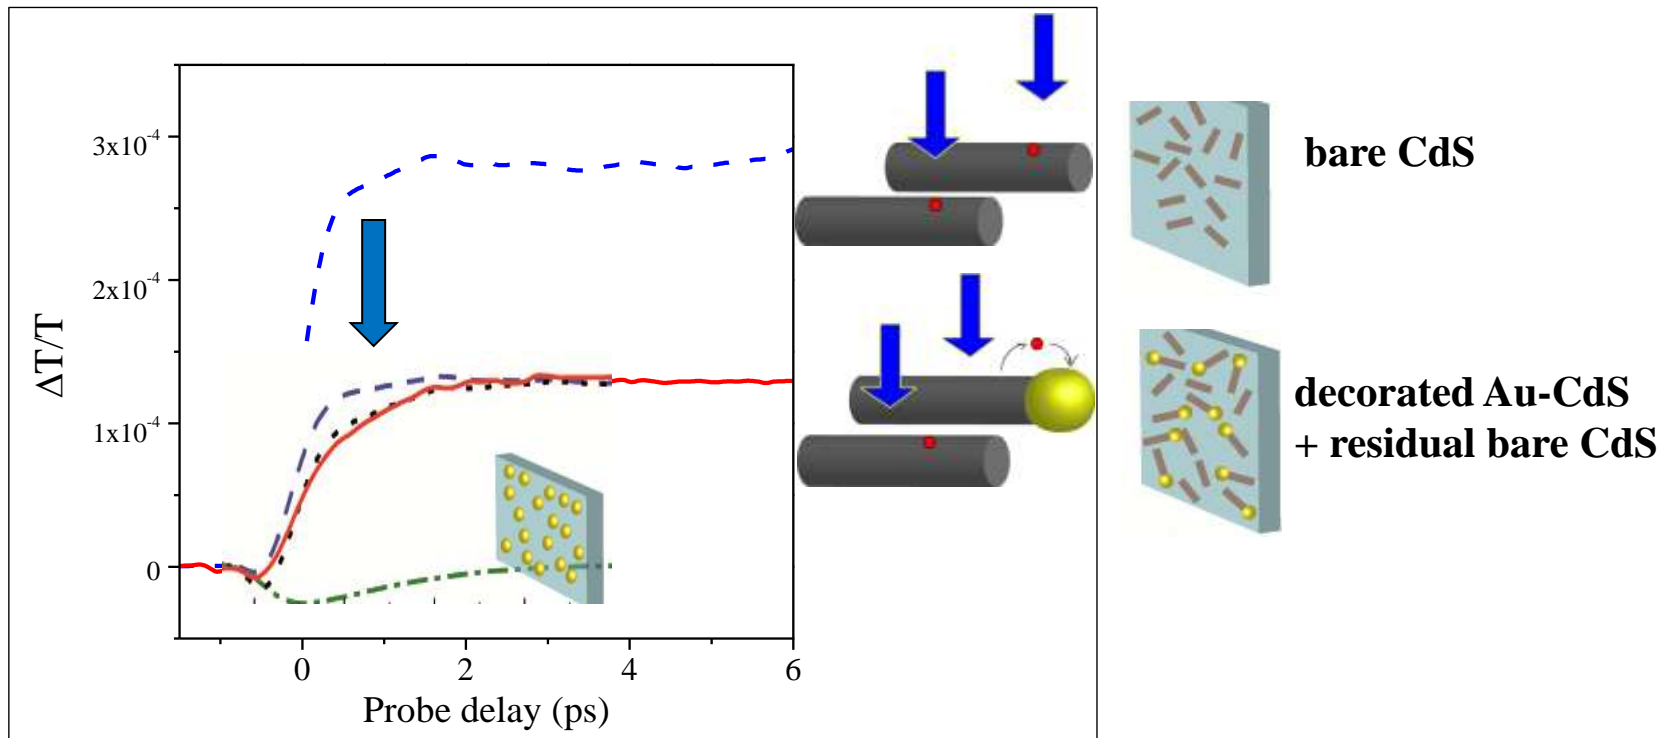 3x10-4
2x10-4
1x10-4
0
ΔT/T
0
2
4
6
Probe delay (ps)
bare CdS
decorated Au-CdS
+ residual bare CdS